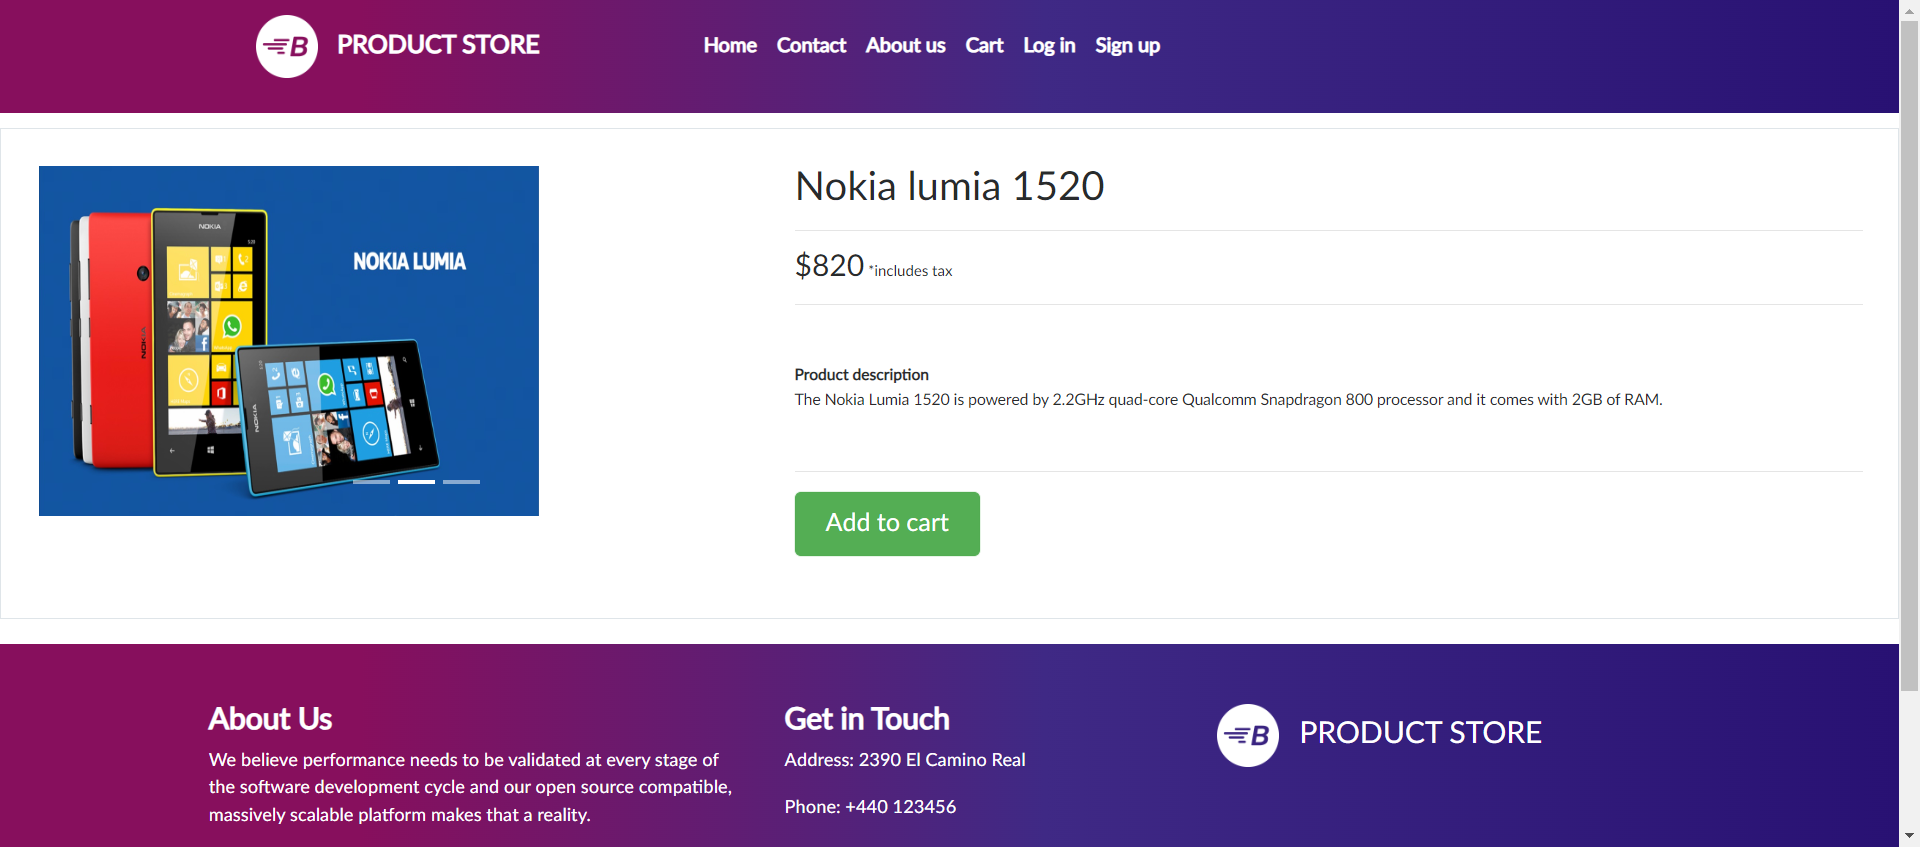 B PRODUCT STORE Home Contact About us Cart Log in Sign up
NOKIA
NOKIA LUMIA
NOKIA
NOKIA
Nokia lumia 1520
$820 *includes tax
Product description
The Nokia Lumia 1520 is powered by 2.2GHz quad-core Qualcomm Snapdragon 800 processor and it comes with 2GB of RAM.
Add to cart
About Us
We believe performance needs to be validated at every stage of
the software development cycle and our open source compatible,
massively scalable platform makes that a reality.
Get in Touch
Address: 2390 El Camino Real
Phone: +440 123456
B PRODUCT STORE